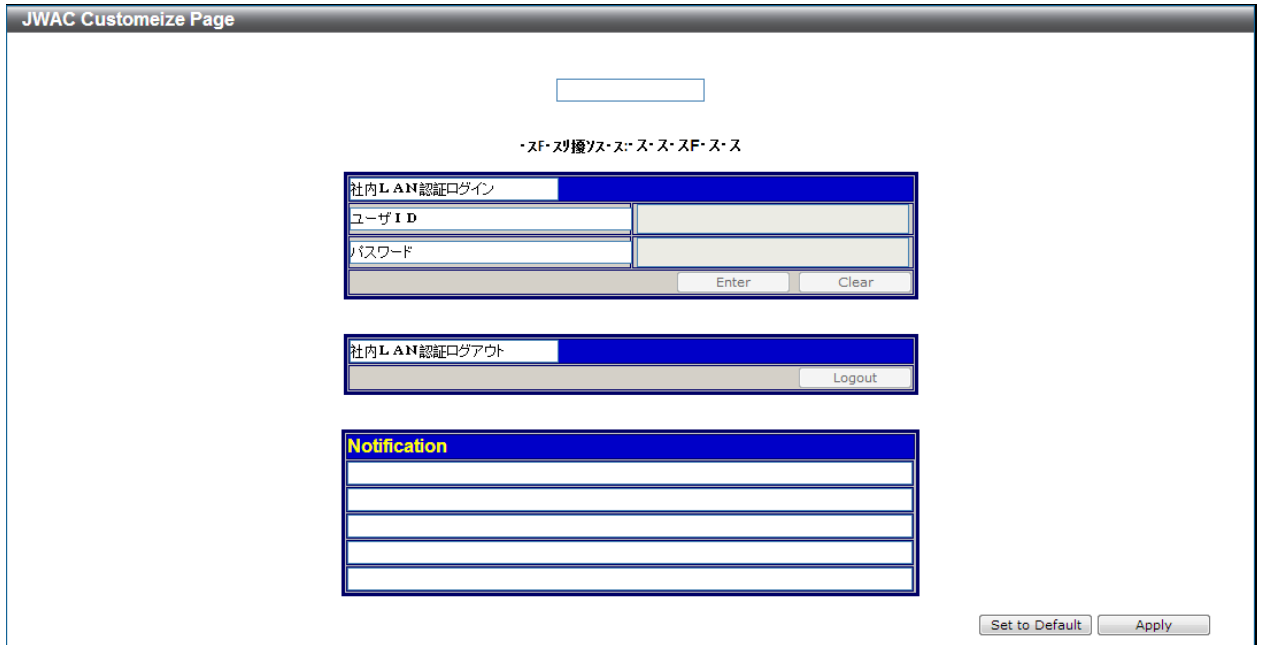 JWAC Customeize Page
社内LAN認証ログイン
ユーザID
パスワード
Enter Clear
社内LAN認証ログアウト
Logout
Notification
Set to Default Apply